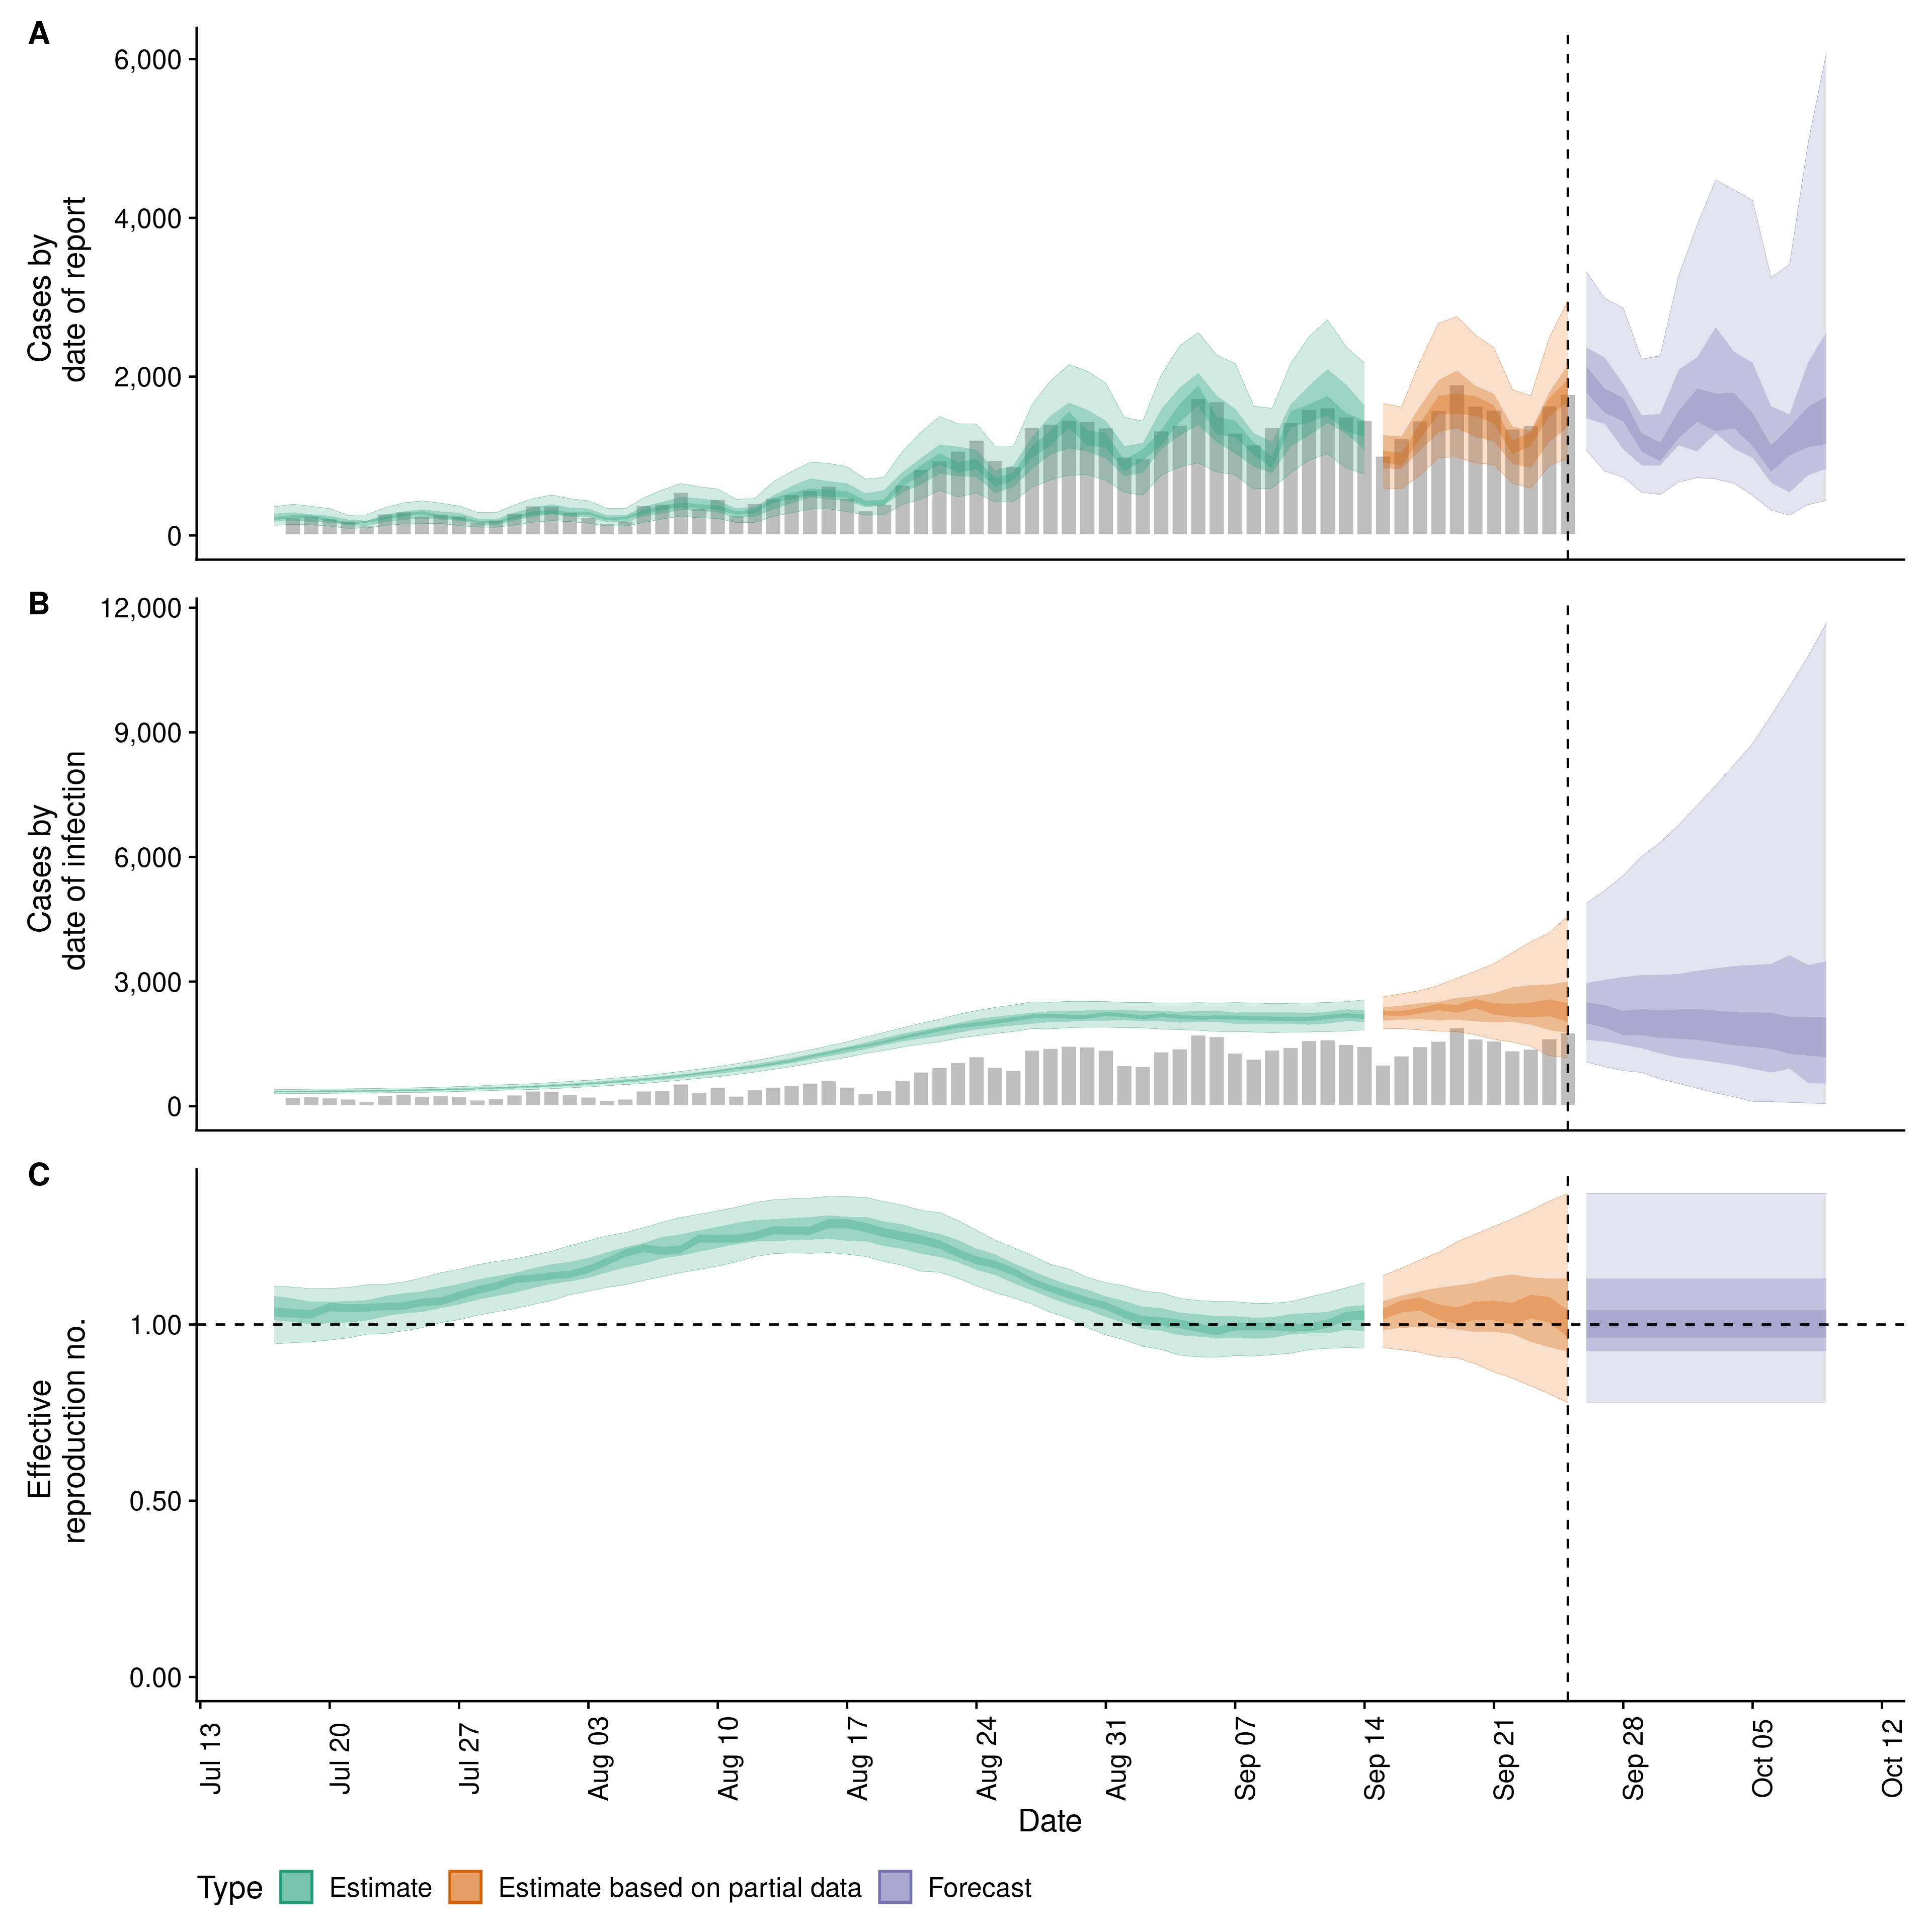 A
Cases by
date of report
6,000
4,000
2,000
0
B
Cases by
date of infection
12,000
9,000
6,000
3,000
0
C
Effective
reproduction no.
1.00
0.50
0.00
Jul 13
Jul 20
Jul 27
Aug 03
Aug 10
Aug 17
Aug 24
Aug 31
Sep 07
Sep 14
Sep 21
Sep 28
Oct 05
Oct 12
Date
Type Estimate Estimate based on partial data Forecast